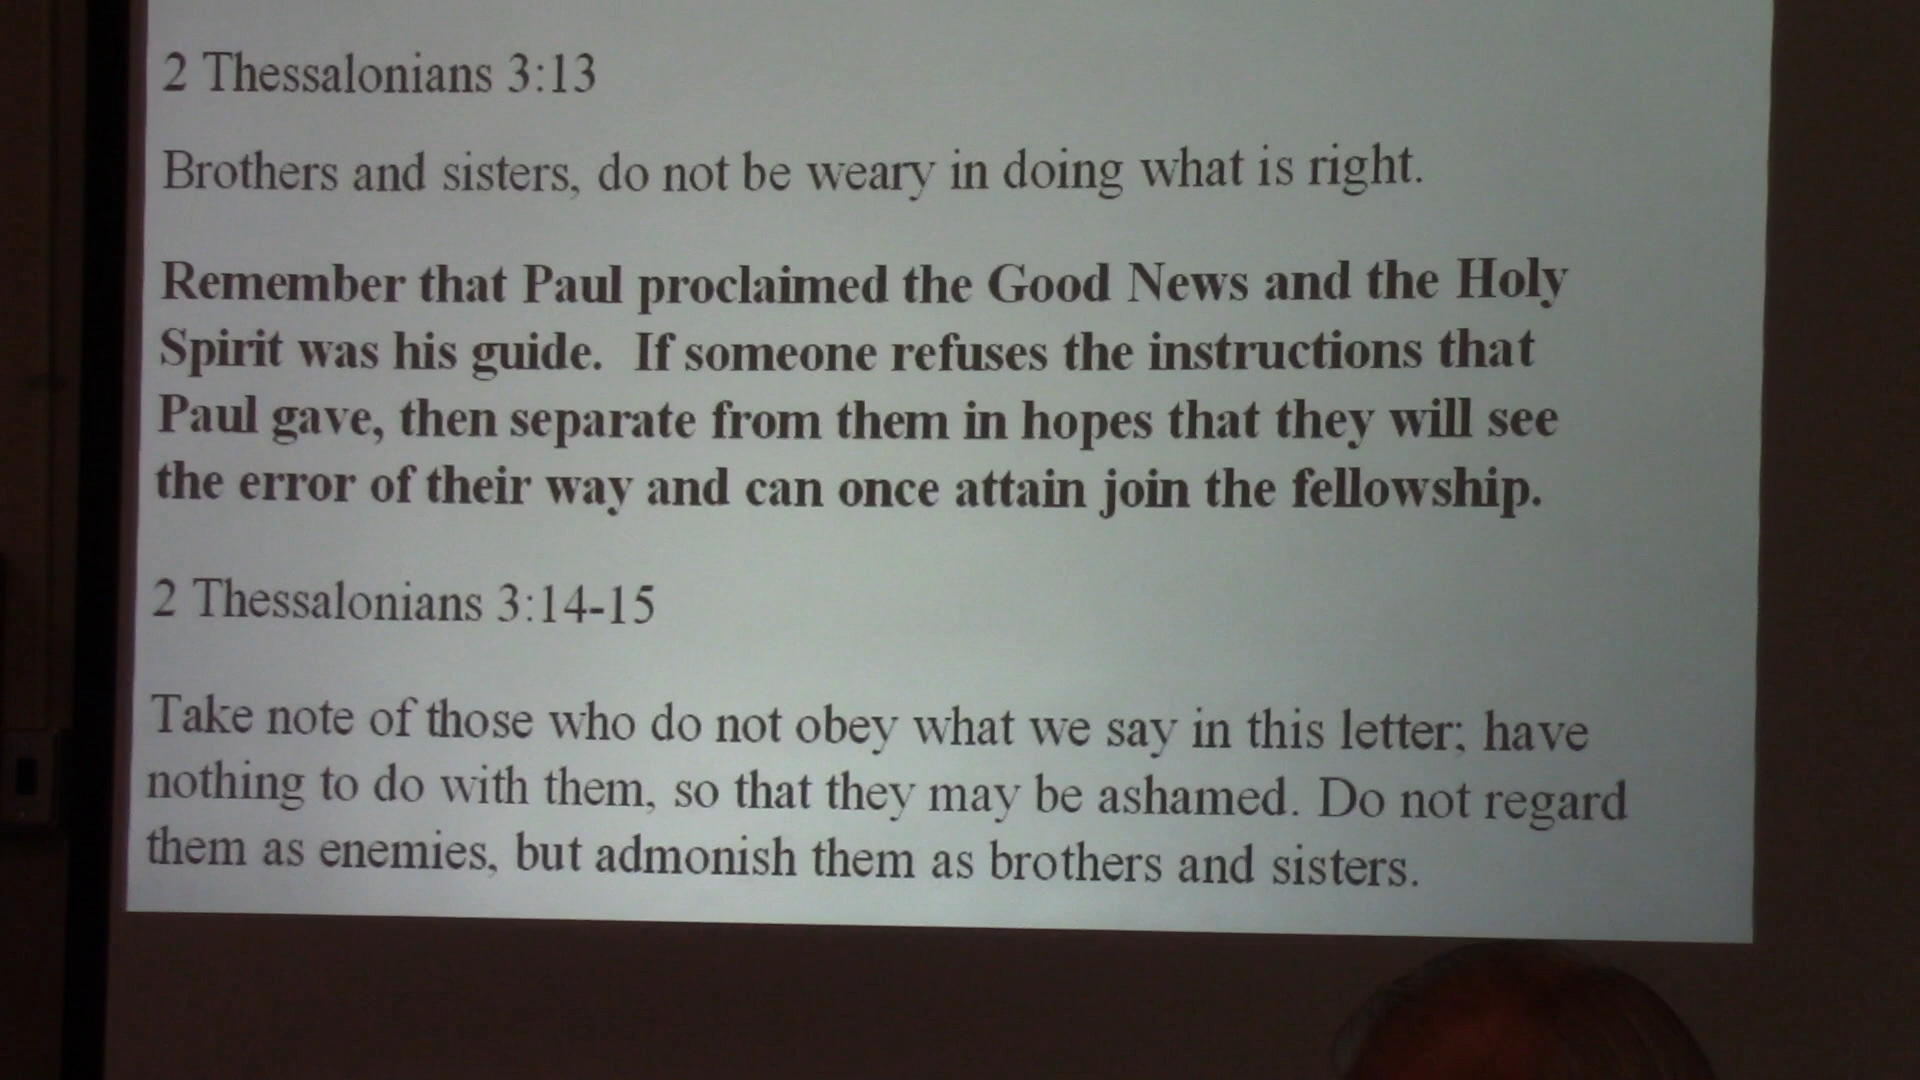 2 Thessalonians 3:13
Brothers and sisters, do not be weary in doing what is right.
Remember that Paul proclaimed the Good News and the Holy
Spirit was his guide.  If someone refuses the instructions that
Paul gave, then separate from them in hopes that they will see
the error of their way and can once attain join the fellowship.
2 Thessalonians 3:14-15
Take note of those who do not obey what we say in this letter; have
nothing to do with them, so that they may be ashamed. Do not regard
them as enemies, but admonish them as brothers and sisters.